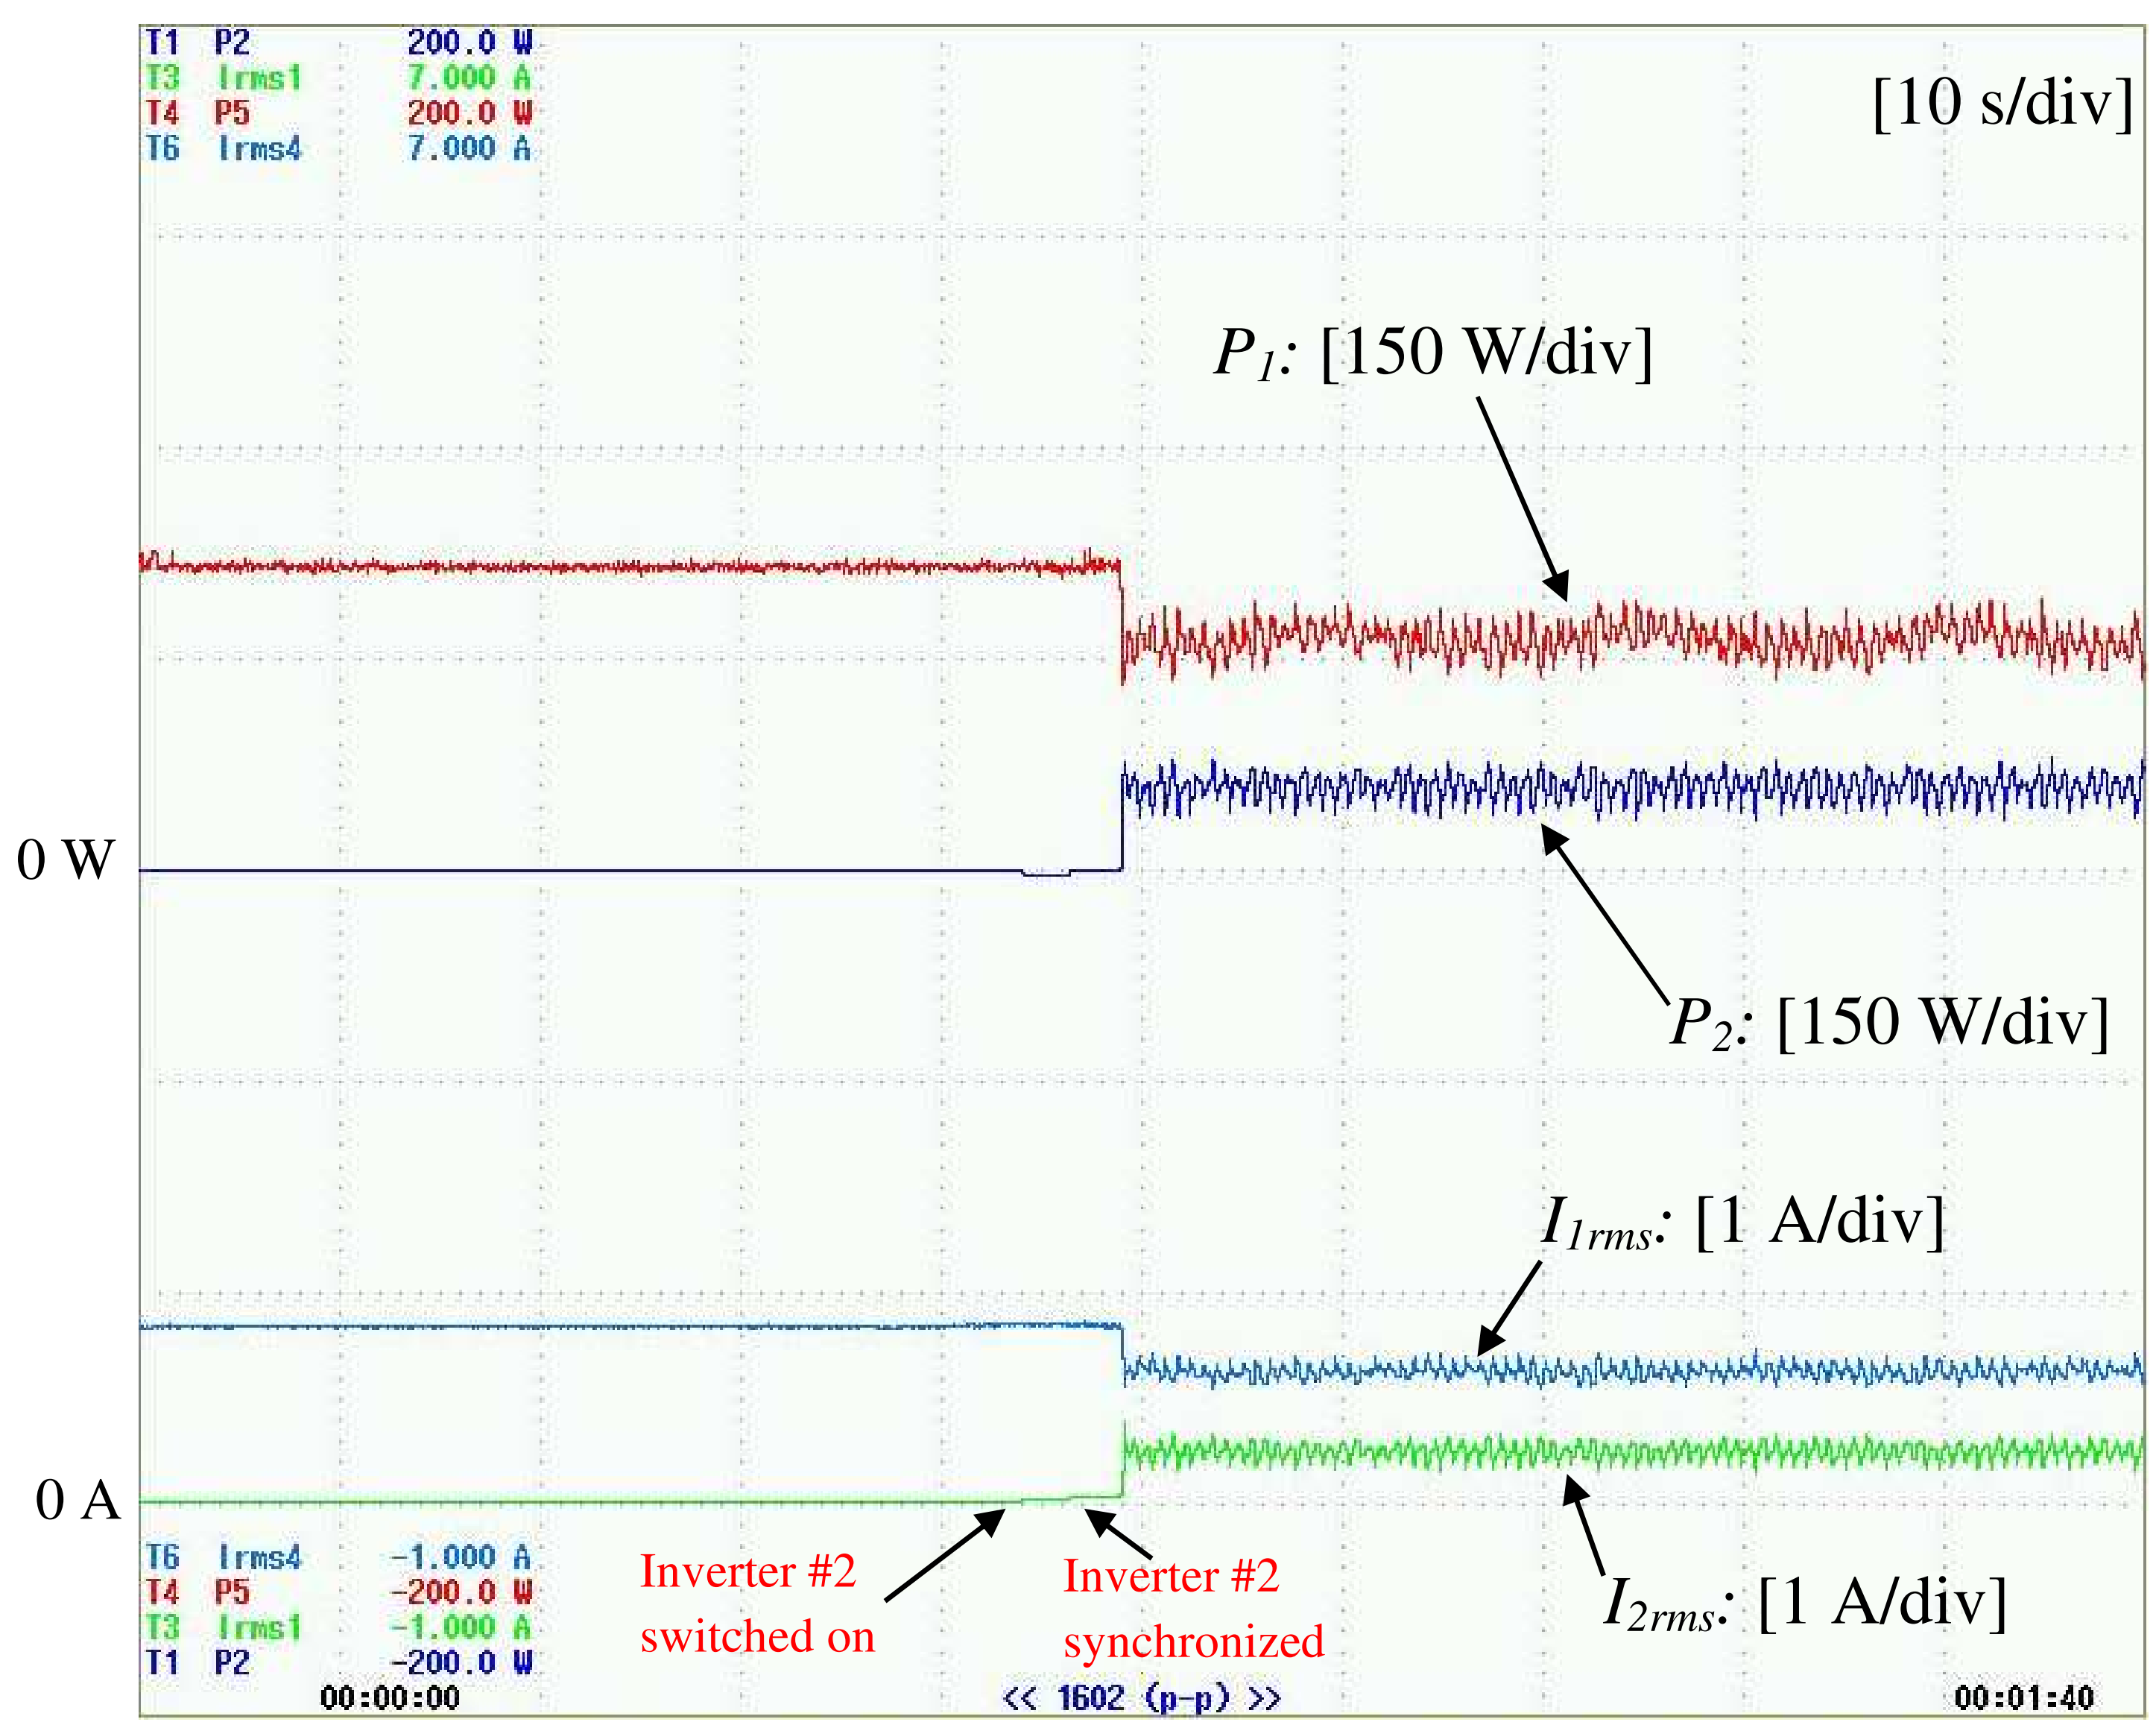 T1 P2 200.0 W
T3 Irms1 7.000 A
T4 P5 200.0 W
T6 Irms4 7.000 A
[10 s/div]
P1: [150 W/div]
0 W
P2: [150 W/div]
I1rms: [1 A/div]
0 A
I2rms: [1 A/div]
Inverter #2
switched on
Inverter #2
synchronized
T6 Irms4 -1.000 A
T4 P5 -200.0 W
T3 Irms1 -1.000 A
T1 P2 -200.0 W
00:00:00 << 1602 (p-p) >> 00:01:40